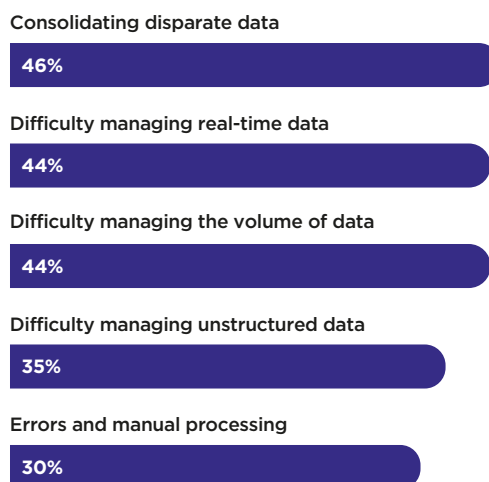 Consolidating disparate data
46%
Difficulty managing real-time data
44%
Difficulty managing the volume of data
44%
Difficulty managing unstructured data
35%
Errors and manual processing
30%